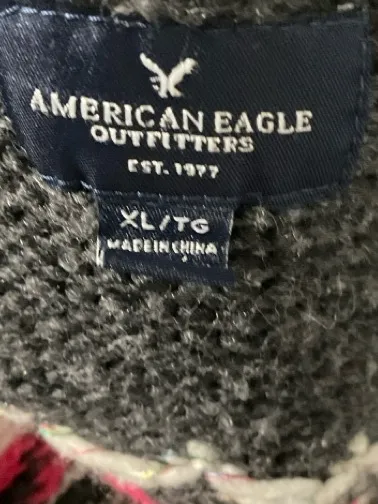 AMERICAN EAGLE
OUTFITTERS
EST. 1977
XL/TG
MADE IN CHINA